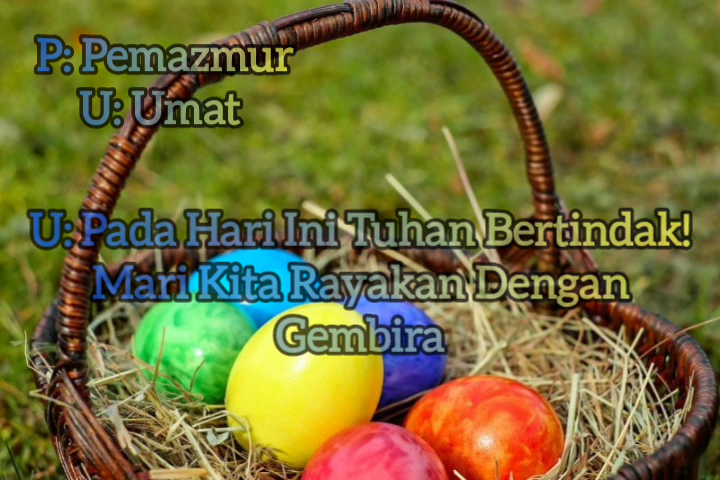 P: Pemazmur
U: Umat
U: Pada Hari Ini Tuhan Bertindak!
Mari Kita Rayakan Dengan
Gembira